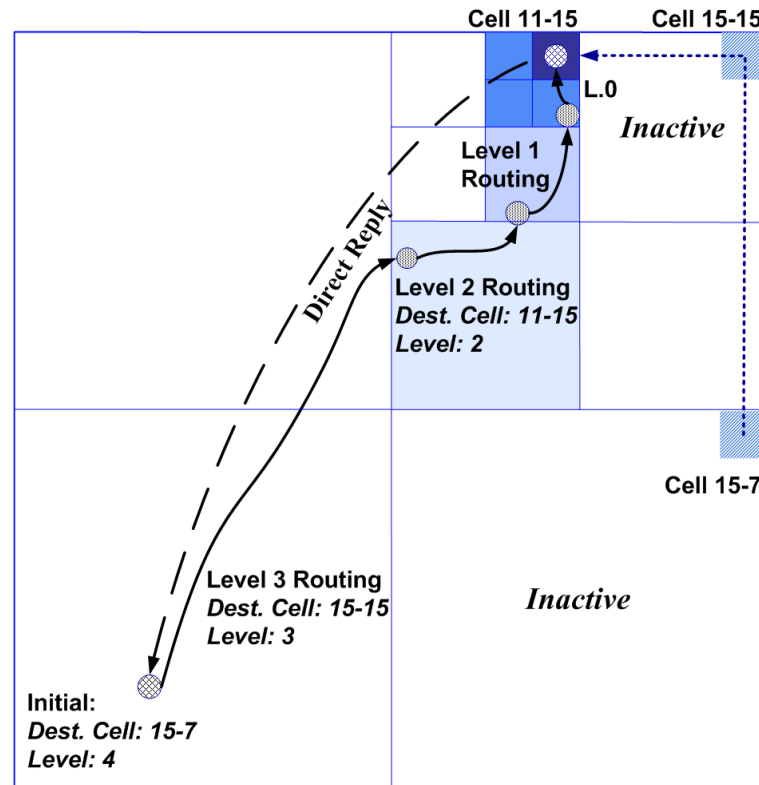 Cell 11-15
Cell 15-15
L.0
Inactive
Level 1
Routing
Direct Reply
Level 2 Routing
Dest. Cell: 11-15
Level: 2
Cell 15-7
Level 3 Routing
Dest. Cell: 15-15
Level: 3
Inactive
Initial:
Dest. Cell: 15-7
Level: 4